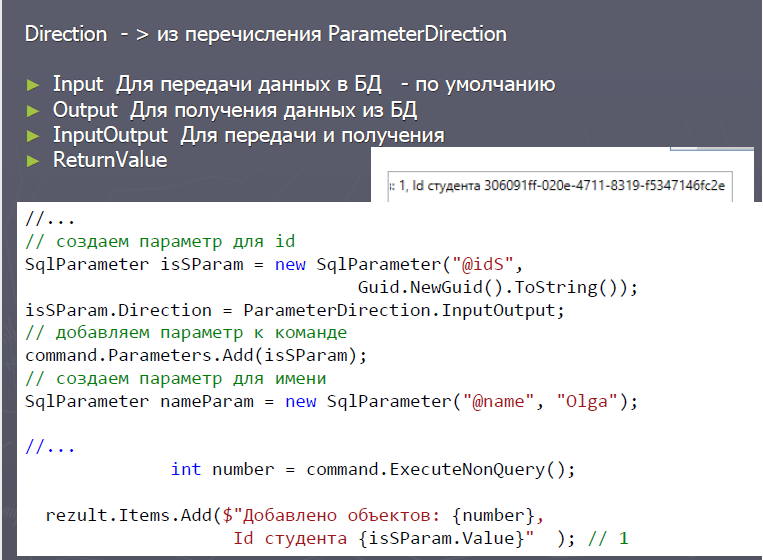 Direction - > из перечисления ParameterDirection
► Input Для передачи данных в БД - по умолчанию
► Output Для получения данных из БД
► InputOutput Для передачи и получения
► ReturnValue
: 1, Id студента 306091ff-020e-4711-8319-f5347146fc2e
//...
// создаем параметр для id
SqlParameter isSParam = new SqlParameter("@idS",
Guid.NewGuid().ToString());
isSParam.Direction = ParameterDirection.InputOutput;
// добавляем параметр к команде
command.Parameters.Add(isSParam);
// создаем параметр для имени
SqlParameter nameParam = new SqlParameter("@name", "Olga");
//...
int number = command.ExecuteNonQuery();
rezult.Items.Add($"Добавлено объектов: {number},
Id студента {isSParam.Value}" ); // 1